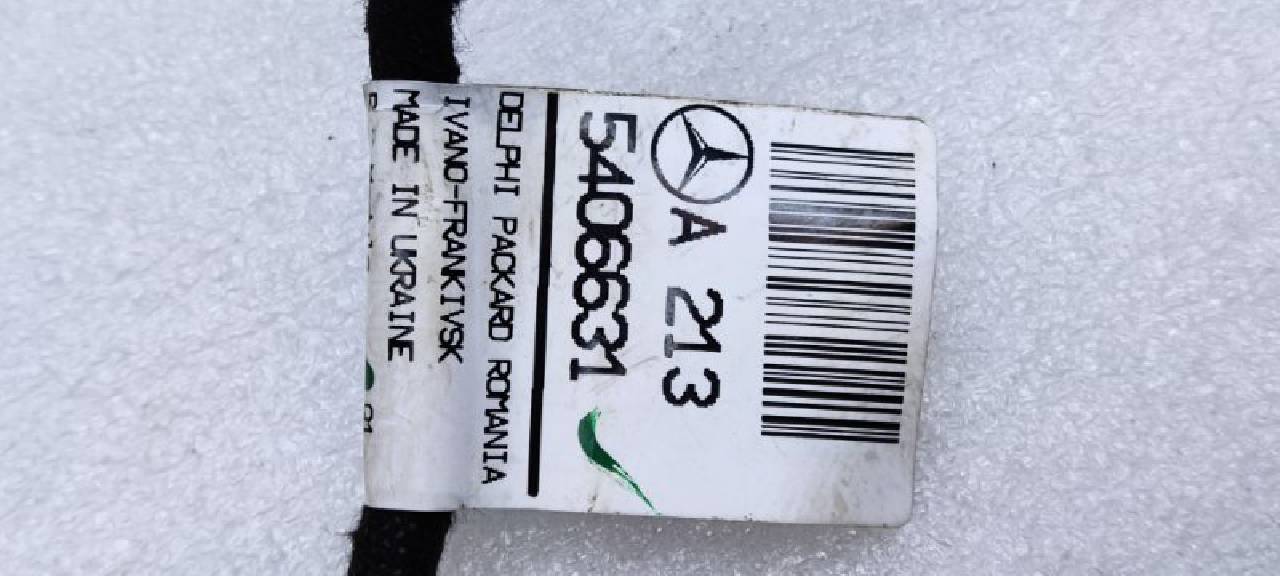 A 213
5406631
DELPHI PACKARD ROMANIA
IVANO-FRANKIVSK
MADE IN UKRAINE